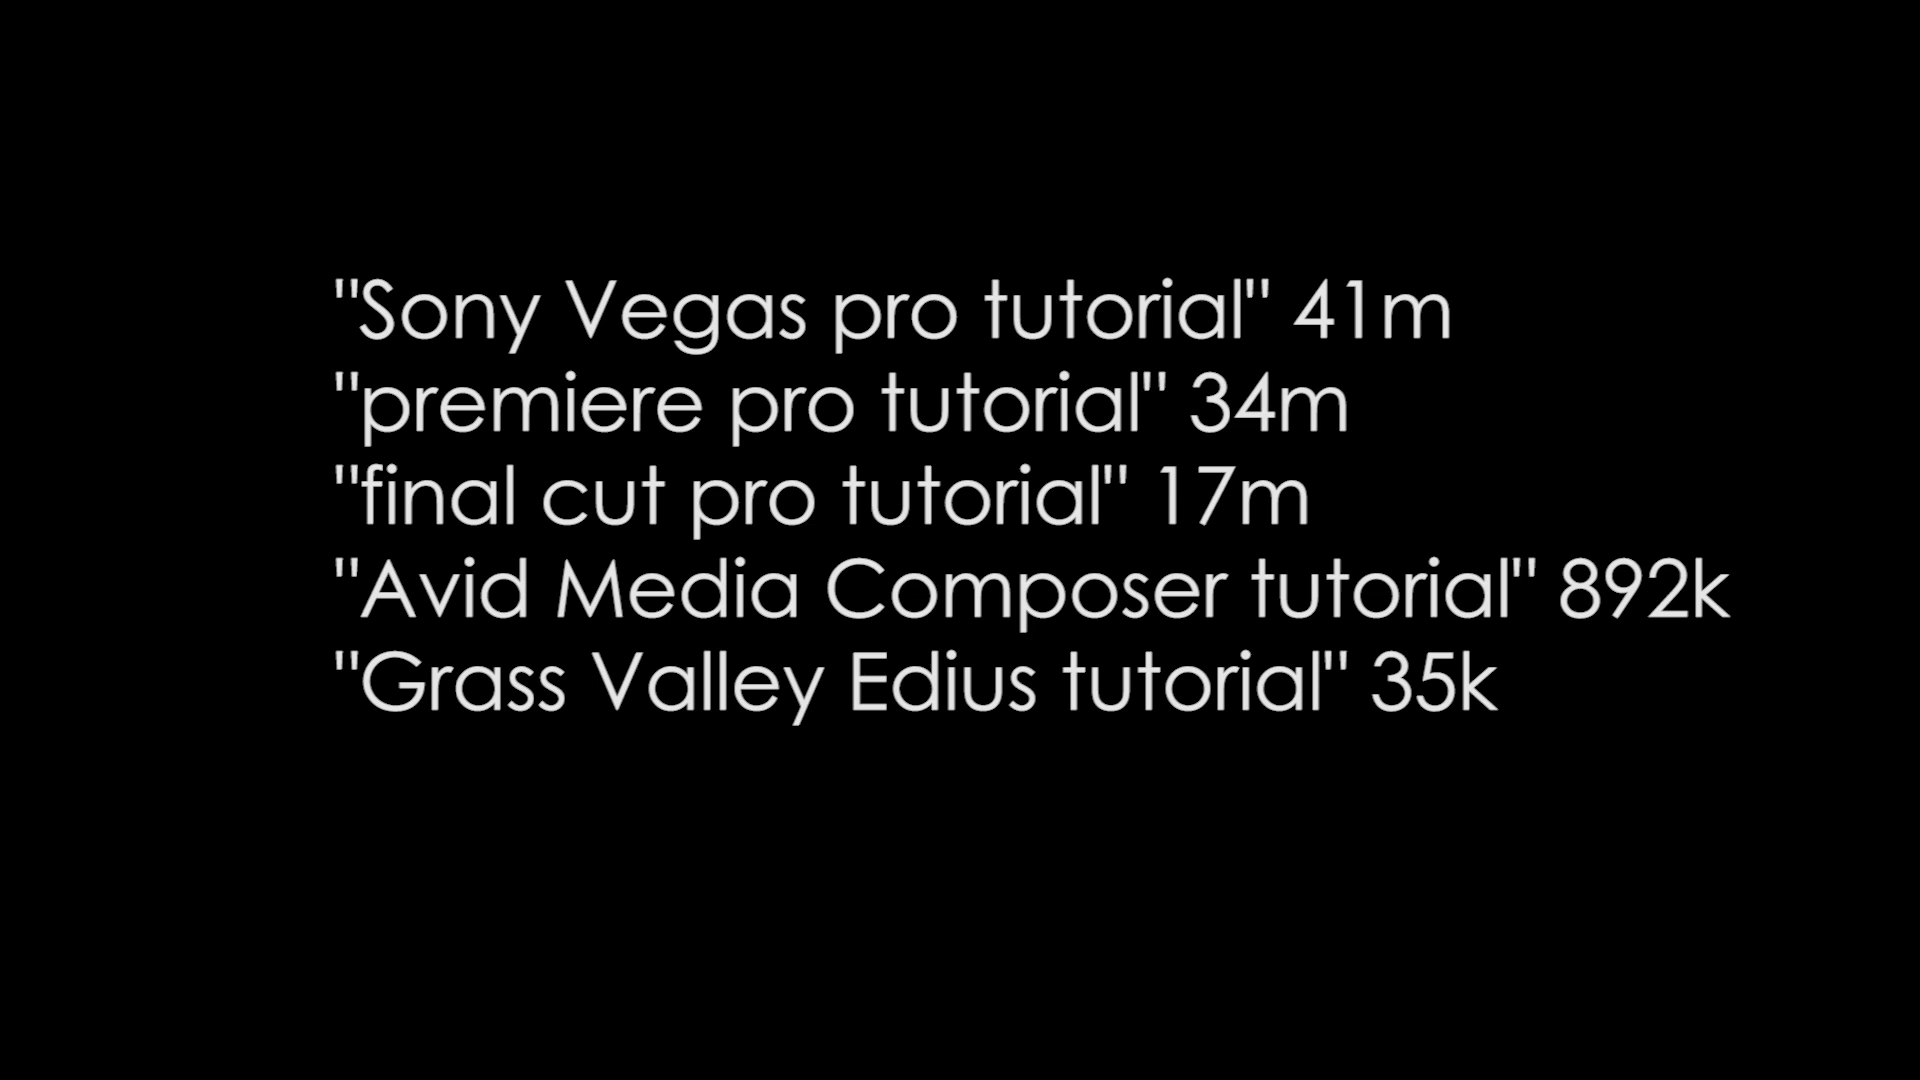 "Sony Vegas pro tutorial" 41m
"premiere pro tutorial" 34m
"final cut pro tutorial" 17m
"Avid Media Composer tutorial" 892k
"Grass Valley Edius tutorial" 35k